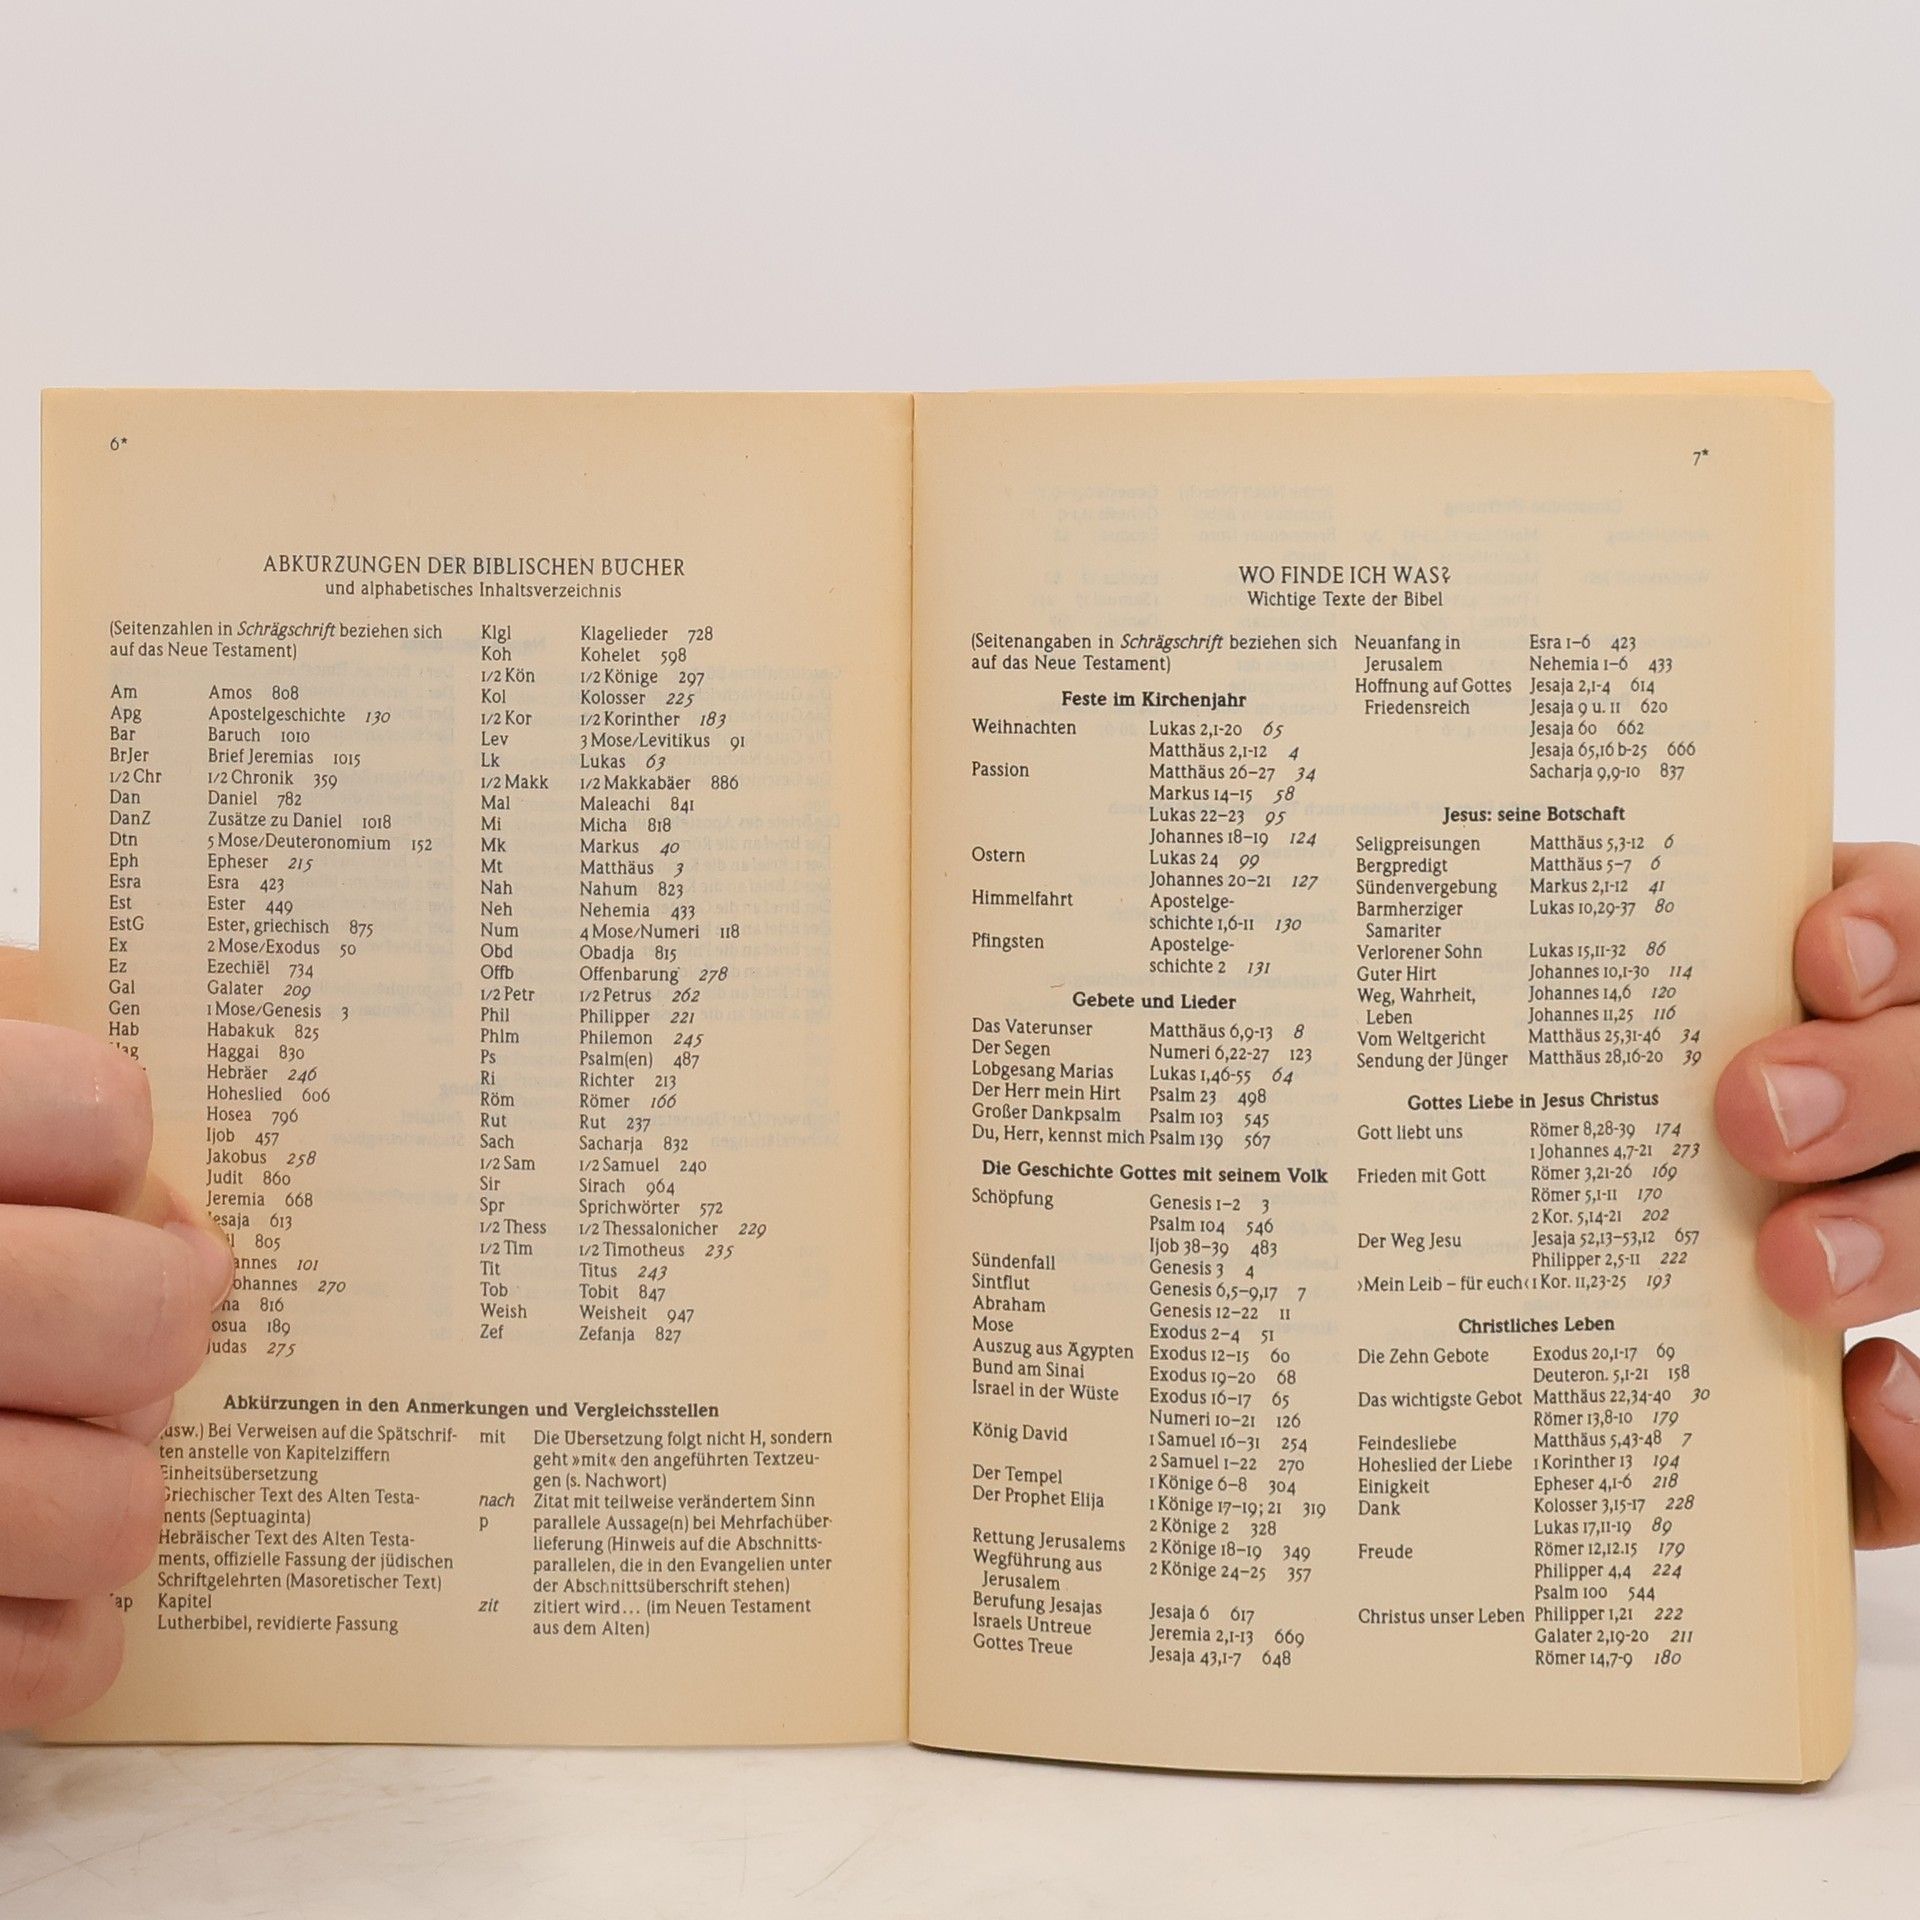 6*
ABKÜRZUNGEN DER BIBLISCHEN BÜCHER
und alphabetisches Inhaltsverzeichnis
(Seitenzahlen in Schrägschrift beziehen sich
auf das Neue Testament)
Am Amos 808
Apg Apostelgeschichte 130
Bar Baruch 1010
BrJer Brief Jeremias 1015
1/2 Chr 1/2 Chronik 359
Dan Daniel 782
DanZ Zusätze zu Daniel 1018
Dtn 5 Mose/Deuteronomium 152
Eph Epheser 215
Esra Esra 423
Est Ester 449
EstG Ester, griechisch 875
Ex 2 Mose/Exodus 50
Ez Ezechiël 734
Gal Galater 209
Gen 1 Mose/Genesis 3
Hab Habakuk 825
Haggai 830
Hebräer 246
Hoheslied 606
Hosea 796
Ijob 457
Jakobus 258
Judit 860
Jeremia 668
esaja 613
805
annes 101
ohannes 270
816
osua 189
Judas 275
Klgl Klagelieder 728
Koh Kohelet 598
1/2 Kön 1/2 Könige 297
Kol Kolosser 225
1/2 Kor 1/2 Korinther 183
Lev 3 Mose/Levitikus 91
Lk Lukas 63
1/2 Makk 1/2 Makkabäer 886
Mal Maleachi 841
Mi Micha 818
Mk Markus 40
Mt Matthäus 3
Nah Nahum 823
Neh Nehemia 433
Num 4 Mose/Numeri 118
Obd Obadja 815
Offb Offenbarung 278
1/2 Petr 1/2 Petrus 262
Phil Philipper 221
Phlm Philemon 245
Ps Psalm(en) 487
Ri Richter 213
Röm Römer 166
Rut Rut 237
Sach Sacharja 832
1/2 Sam 1/2 Samuel 240
Sir Sirach 964
Spr Sprichwörter 572
1/2 Thess 1/2 Thessalonicher 229
1/2 Tim 1/2 Timotheus 235
Tit Titus 243
Tob Tobit 847
Weish Weisheit 947
Zef Zefanja 827
Abkürzungen in den Anmerkungen und Vergleichsstellen
usw.) Bei Verweisen auf die Spätschrif-
ten anstelle von Kapitelziffern
Einheitsübersetzung
Griechischer Text des Alten Testa-
ments (Septuaginta)
Hebräischer Text des Alten Testa-
ments, offizielle Fassung der jüdischen
Schriftgelehrten (Masoretischer Text)
ap Kapitel
Lutherbibel, revidierte Fassung
mit Die Übersetzung folgt nicht H, sondern
geht »mit« den angeführten Textzeu-
gen (s. Nachwort)
nach Zitat mit teilweise verändertem Sinn
p parallele Aussage(n) bei Mehrfachüber-
lieferung (Hinweis auf die Abschnitts-
parallelen, die in den Evangelien unter
der Abschnittsüberschrift stehen)
zit zitiert wird... (im Neuen Testament
aus dem Alten)
7*
WO FINDE ICH WAS?
Wichtige Texte der Bibel
(Seitenangaben in Schrägschrift beziehen sich
auf das Neue Testament)
Feste im Kirchenjahr
Weihnachten Lukas 2,1-20 65
Matthäus 2,1-12 4
Passion Matthäus 26–27 34
Markus 14–15 58
Lukas 22–23 95
Johannes 18–19 124
Ostern Lukas 24 99
Johannes 20–21 127
Himmelfahrt Apostelge-
schichte 1,6-11 130
Pfingsten Apostelge-
schichte 2 131
Gebete und Lieder
Das Vaterunser Matthäus 6,9-13 8
Der Segen Numeri 6,22-27 123
Lobgesang Marias Lukas 1,46-55 64
Der Herr mein Hirt Psalm 23 498
Großer Dankpsalm Psalm 103 545
Du, Herr, kennst mich Psalm 139 567
Die Geschichte Gottes mit seinem Volk
Schöpfung Genesis 1–2 3
Psalm 104 546
Ijob 38–39 483
Sündenfall Genesis 3 4
Sintflut Genesis 6,5–9,17 7
Abraham Genesis 12–22 11
Mose Exodus 2–4 51
Auszug aus Ägypten Exodus 12–15 60
Bund am Sinai Exodus 19–20 68
Israel in der Wüste Exodus 16–17 65
Numeri 10–21 126
König David 1 Samuel 16–31 254
2 Samuel 1–22 270
Der Tempel 1 Könige 6–8 304
Der Prophet Elija 1 Könige 17–19; 21 319
2 Könige 2 328
Rettung Jerusalems 2 Könige 18–19 349
Wegführung aus 2 Könige 24–25 357
Jerusalem
Berufung Jesajas Jesaja 6 617
Israels Untreue Jeremia 2,1-13 669
Gottes Treue Jesaja 43,1-7 648
Neuanfang in Esra 1–6 423
Jerusalem Nehemia 1–6 433
Hoffnung auf Gottes Jesaja 2,1-4 614
Friedensreich Jesaja 9 u. 11 620
Jesaja 60 662
Jesaja 65,16 b-25 666
Sacharja 9,9-10 837
Jesus: seine Botschaft
Seligpreisungen Matthäus 5,3-12 6
Bergpredigt Matthäus 5–7 6
Sündenvergebung Markus 2,1-12 41
Barmherziger Lukas 10,29-37 80
Samariter
Verlorener Sohn Lukas 15,11-32 86
Guter Hirt Johannes 10,1-30 114
Weg, Wahrheit, Johannes 14,6 120
Leben Johannes 11,25 116
Vom Weltgericht Matthäus 25,31-46 34
Sendung der Jünger Matthäus 28,16-20 39
Gottes Liebe in Jesus Christus
Gott liebt uns Römer 8,28-39 174
1 Johannes 4,7-21 273
Frieden mit Gott Römer 3,21-26 169
Römer 5,1-11 170
2 Kor. 5,14-21 202
Der Weg Jesu Jesaja 52,13–53,12 657
Philipper 2,5-11 222
›Mein Leib – für euch‹ 1 Kor. 11,23-25 193
Christliches Leben
Die Zehn Gebote Exodus 20,1-17 69
Deuteron. 5,1-21 158
Das wichtigste Gebot Matthäus 22,34-40 30
Römer 13,8-10 179
Feindesliebe Matthäus 5,43-48 7
Hoheslied der Liebe 1 Korinther 13 194
Einigkeit Epheser 4,1-6 218
Dank Kolosser 3,15-17 228
Lukas 17,11-19 89
Freude Römer 12,12.15 179
Philipper 4,4 224
Psalm 100 544
Christus unser Leben Philipper 1,21 222
Galater 2,19-20 211
Römer 14,7-9 180